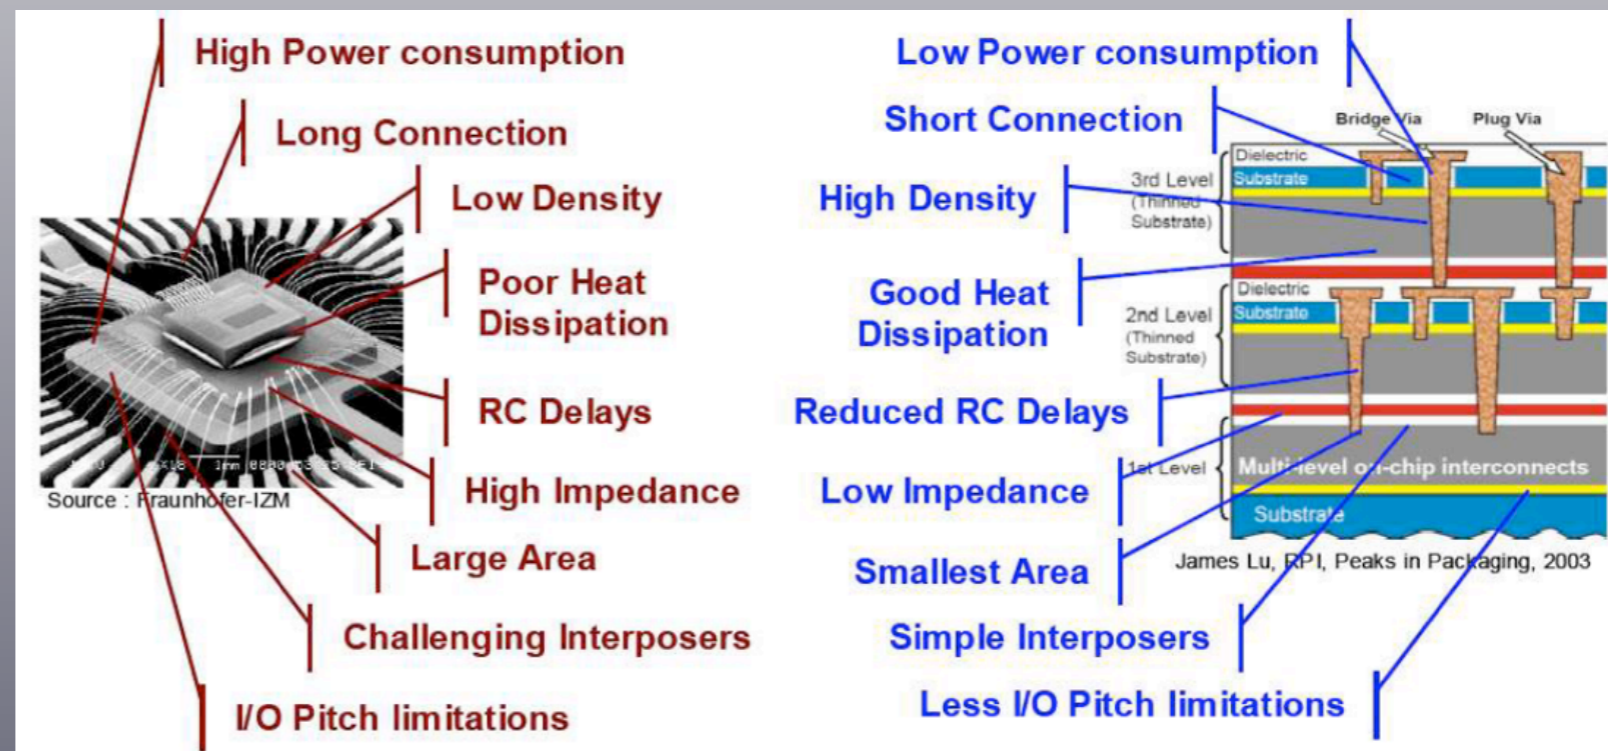 High Power consumption
Long Connection
Low Density
Poor Heat
Dissipation
RC Delays
High Impedance
Large Area
Challenging Interposers
I/O Pitch limitations
1mm
Source : Fraunhofer-IZM
Low Power consumption
Short Connection
High Density
Good Heat
Dissipation
Reduced RC Delays
Low Impedance
Smallest Area
Simple Interposers
Less I/O Pitch limitations
Bridge Via
Plug Via
Dielectric
Substrate
3rd Level
(Thinned
Substrate)
Dielectric
Substrate
2nd Level
(Thinned
Substrate)
1st Level
Multi-level on-chip interconnects
Substrate
James Lu, RPI, Peaks in Packaging, 2003